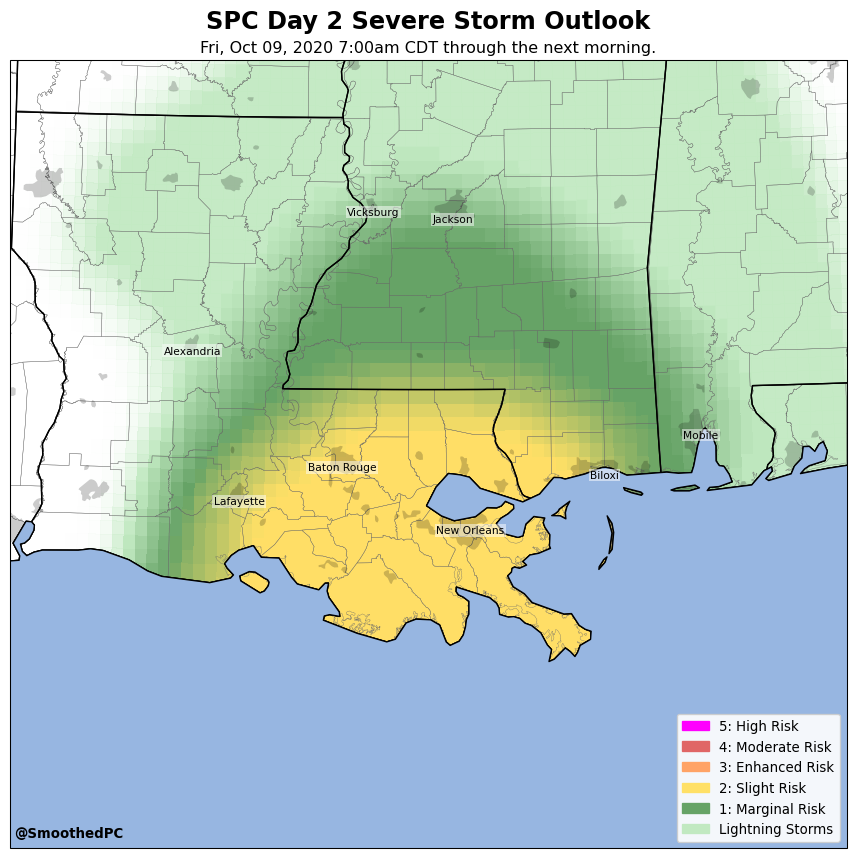 SPC Day 2 Severe Storm Outlook
Fri, Oct 09, 2020 7:00am CDT through the next morning.
Vicksburg
Jackson
Alexandria
Mobile
Baton Rouge
Biloxi
Lafayette
New Orleans
5: High Risk
4: Moderate Risk
3: Enhanced Risk
2: Slight Risk
1: Marginal Risk
Lightning Storms
@SmoothedPC